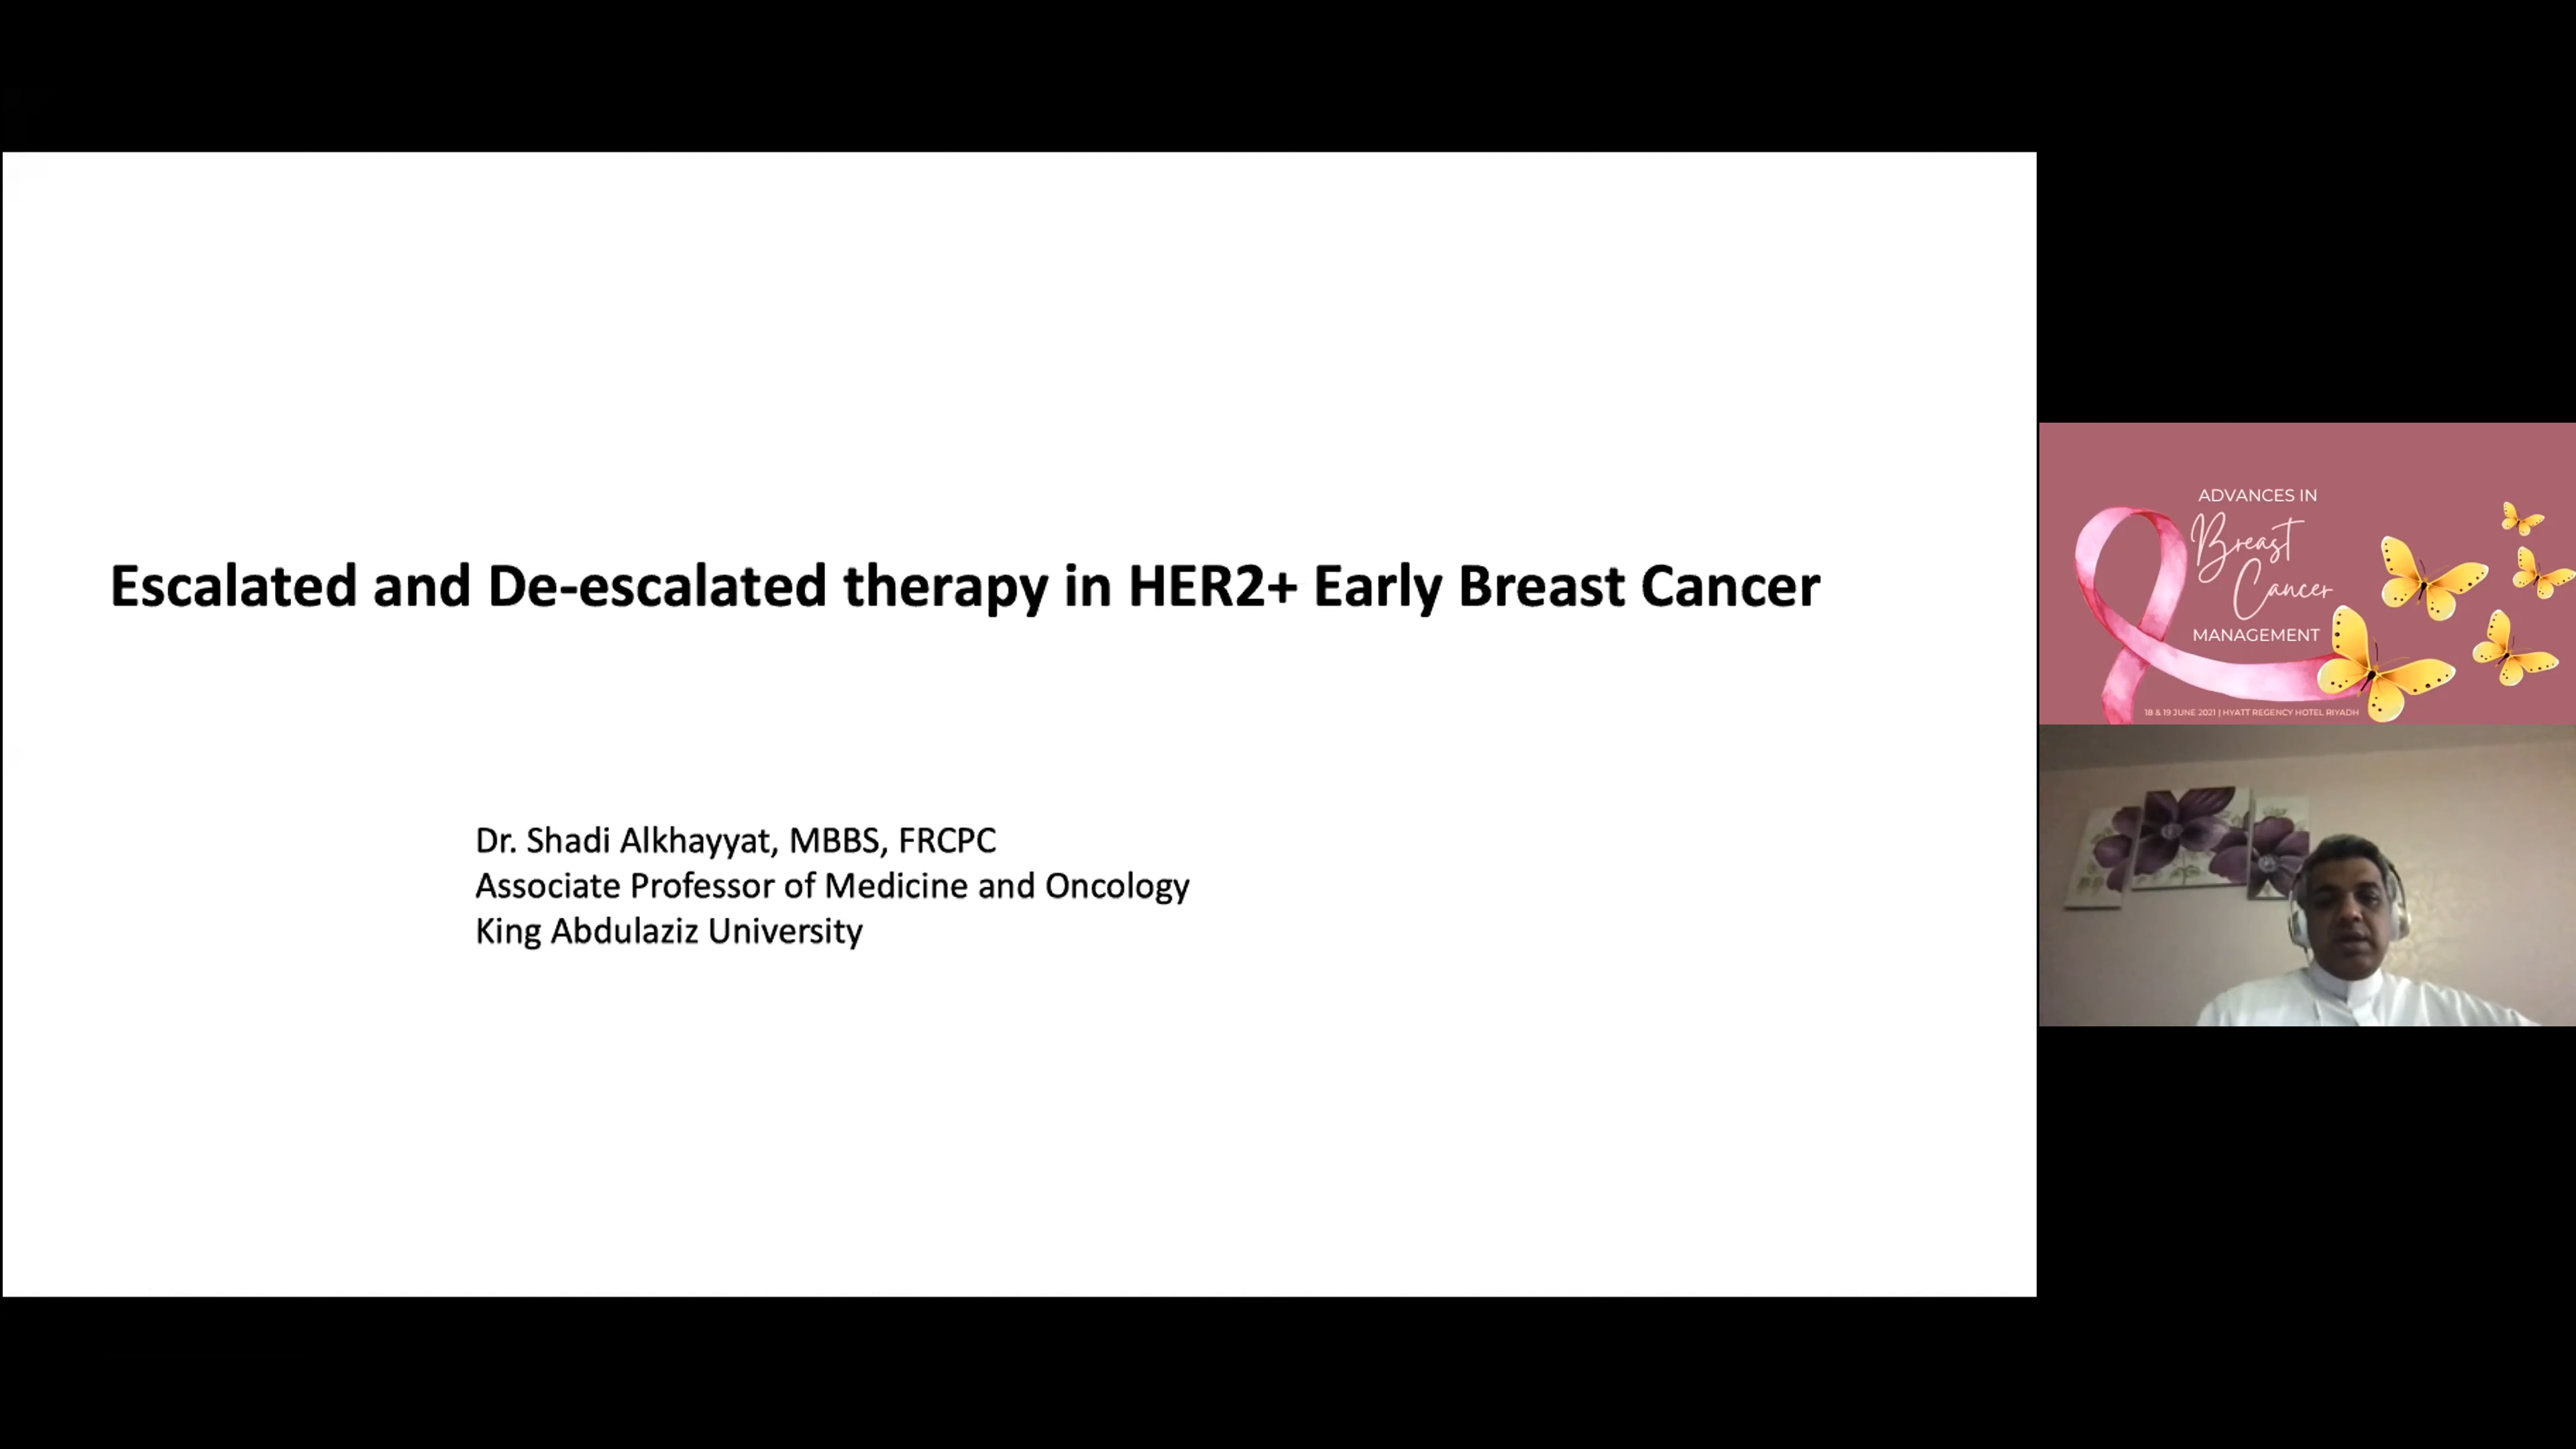 Escalated and De-escalated therapy in HER2+ Early Breast Cancer
Dr. Shadi Alkhayyat, MBBS, FRCPC
Associate Professor of Medicine and Oncology
King Abdulaziz University
ADVANCES IN
Breast
Cancer
MANAGEMENT
18 & 19 JUNE 2021 | HYATT REGENCY HOTEL RIYADH